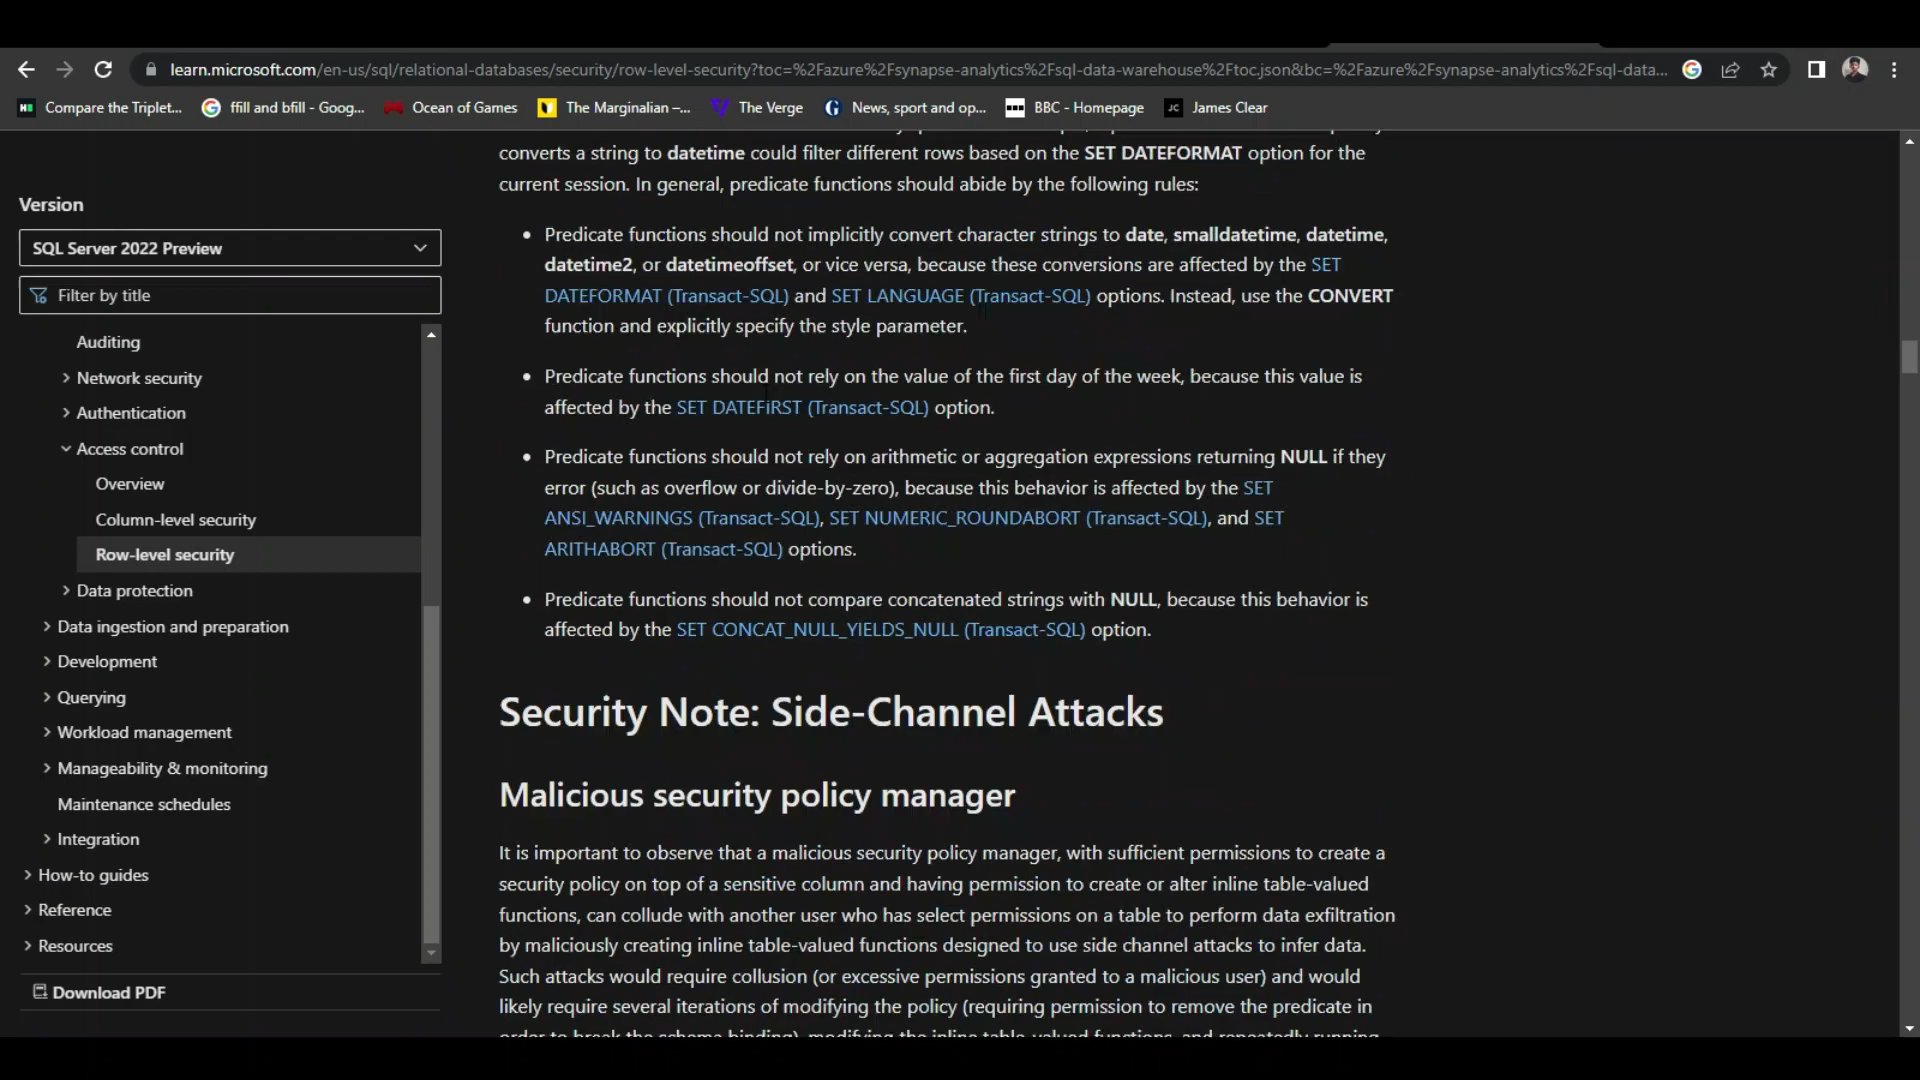 learn.microsoft.com/en-us/sql/relational-databases/security/row-level-security?toc=%2Fazure%2Fsynapse-analytics%2Fsql-data-warehouse%2Ftoc.json&bc=%2Fazure%2Fsynapse-analytics%2Fsql-data...
Compare the Triplet... ffill and bfill - Goog... Ocean of Games The Marginalian –... The Verge News, sport and op... BBC - Homepage JC James Clear
Version
SQL Server 2022 Preview
Filter by title
Auditing
Network security
Authentication
Access control
Overview
Column-level security
Row-level security
Data protection
Data ingestion and preparation
Development
Querying
Workload management
Manageability & monitoring
Maintenance schedules
Integration
How-to guides
Reference
Resources
Download PDF
converts a string to datetime could filter different rows based on the SET DATEFORMAT option for the
current session. In general, predicate functions should abide by the following rules:
• Predicate functions should not implicitly convert character strings to date, smalldatetime, datetime,
datetime2, or datetimeoffset, or vice versa, because these conversions are affected by the SET
DATEFORMAT (Transact-SQL) and SET LANGUAGE (Transact-SQL) options. Instead, use the CONVERT
function and explicitly specify the style parameter.
• Predicate functions should not rely on the value of the first day of the week, because this value is
affected by the SET DATEFIRST (Transact-SQL) option.
• Predicate functions should not rely on arithmetic or aggregation expressions returning NULL if they
error (such as overflow or divide-by-zero), because this behavior is affected by the SET
ANSI_WARNINGS (Transact-SQL), SET NUMERIC_ROUNDABORT (Transact-SQL), and SET
ARITHABORT (Transact-SQL) options.
• Predicate functions should not compare concatenated strings with NULL, because this behavior is
affected by the SET CONCAT_NULL_YIELDS_NULL (Transact-SQL) option.
Security Note: Side-Channel Attacks
Malicious security policy manager
It is important to observe that a malicious security policy manager, with sufficient permissions to create a
security policy on top of a sensitive column and having permission to create or alter inline table-valued
functions, can collude with another user who has select permissions on a table to perform data exfiltration
by maliciously creating inline table-valued functions designed to use side channel attacks to infer data.
Such attacks would require collusion (or excessive permissions granted to a malicious user) and would
likely require several iterations of modifying the policy (requiring permission to remove the predicate in
order to break the schema binding), modifying the inline table-valued functions, and repeatedly running